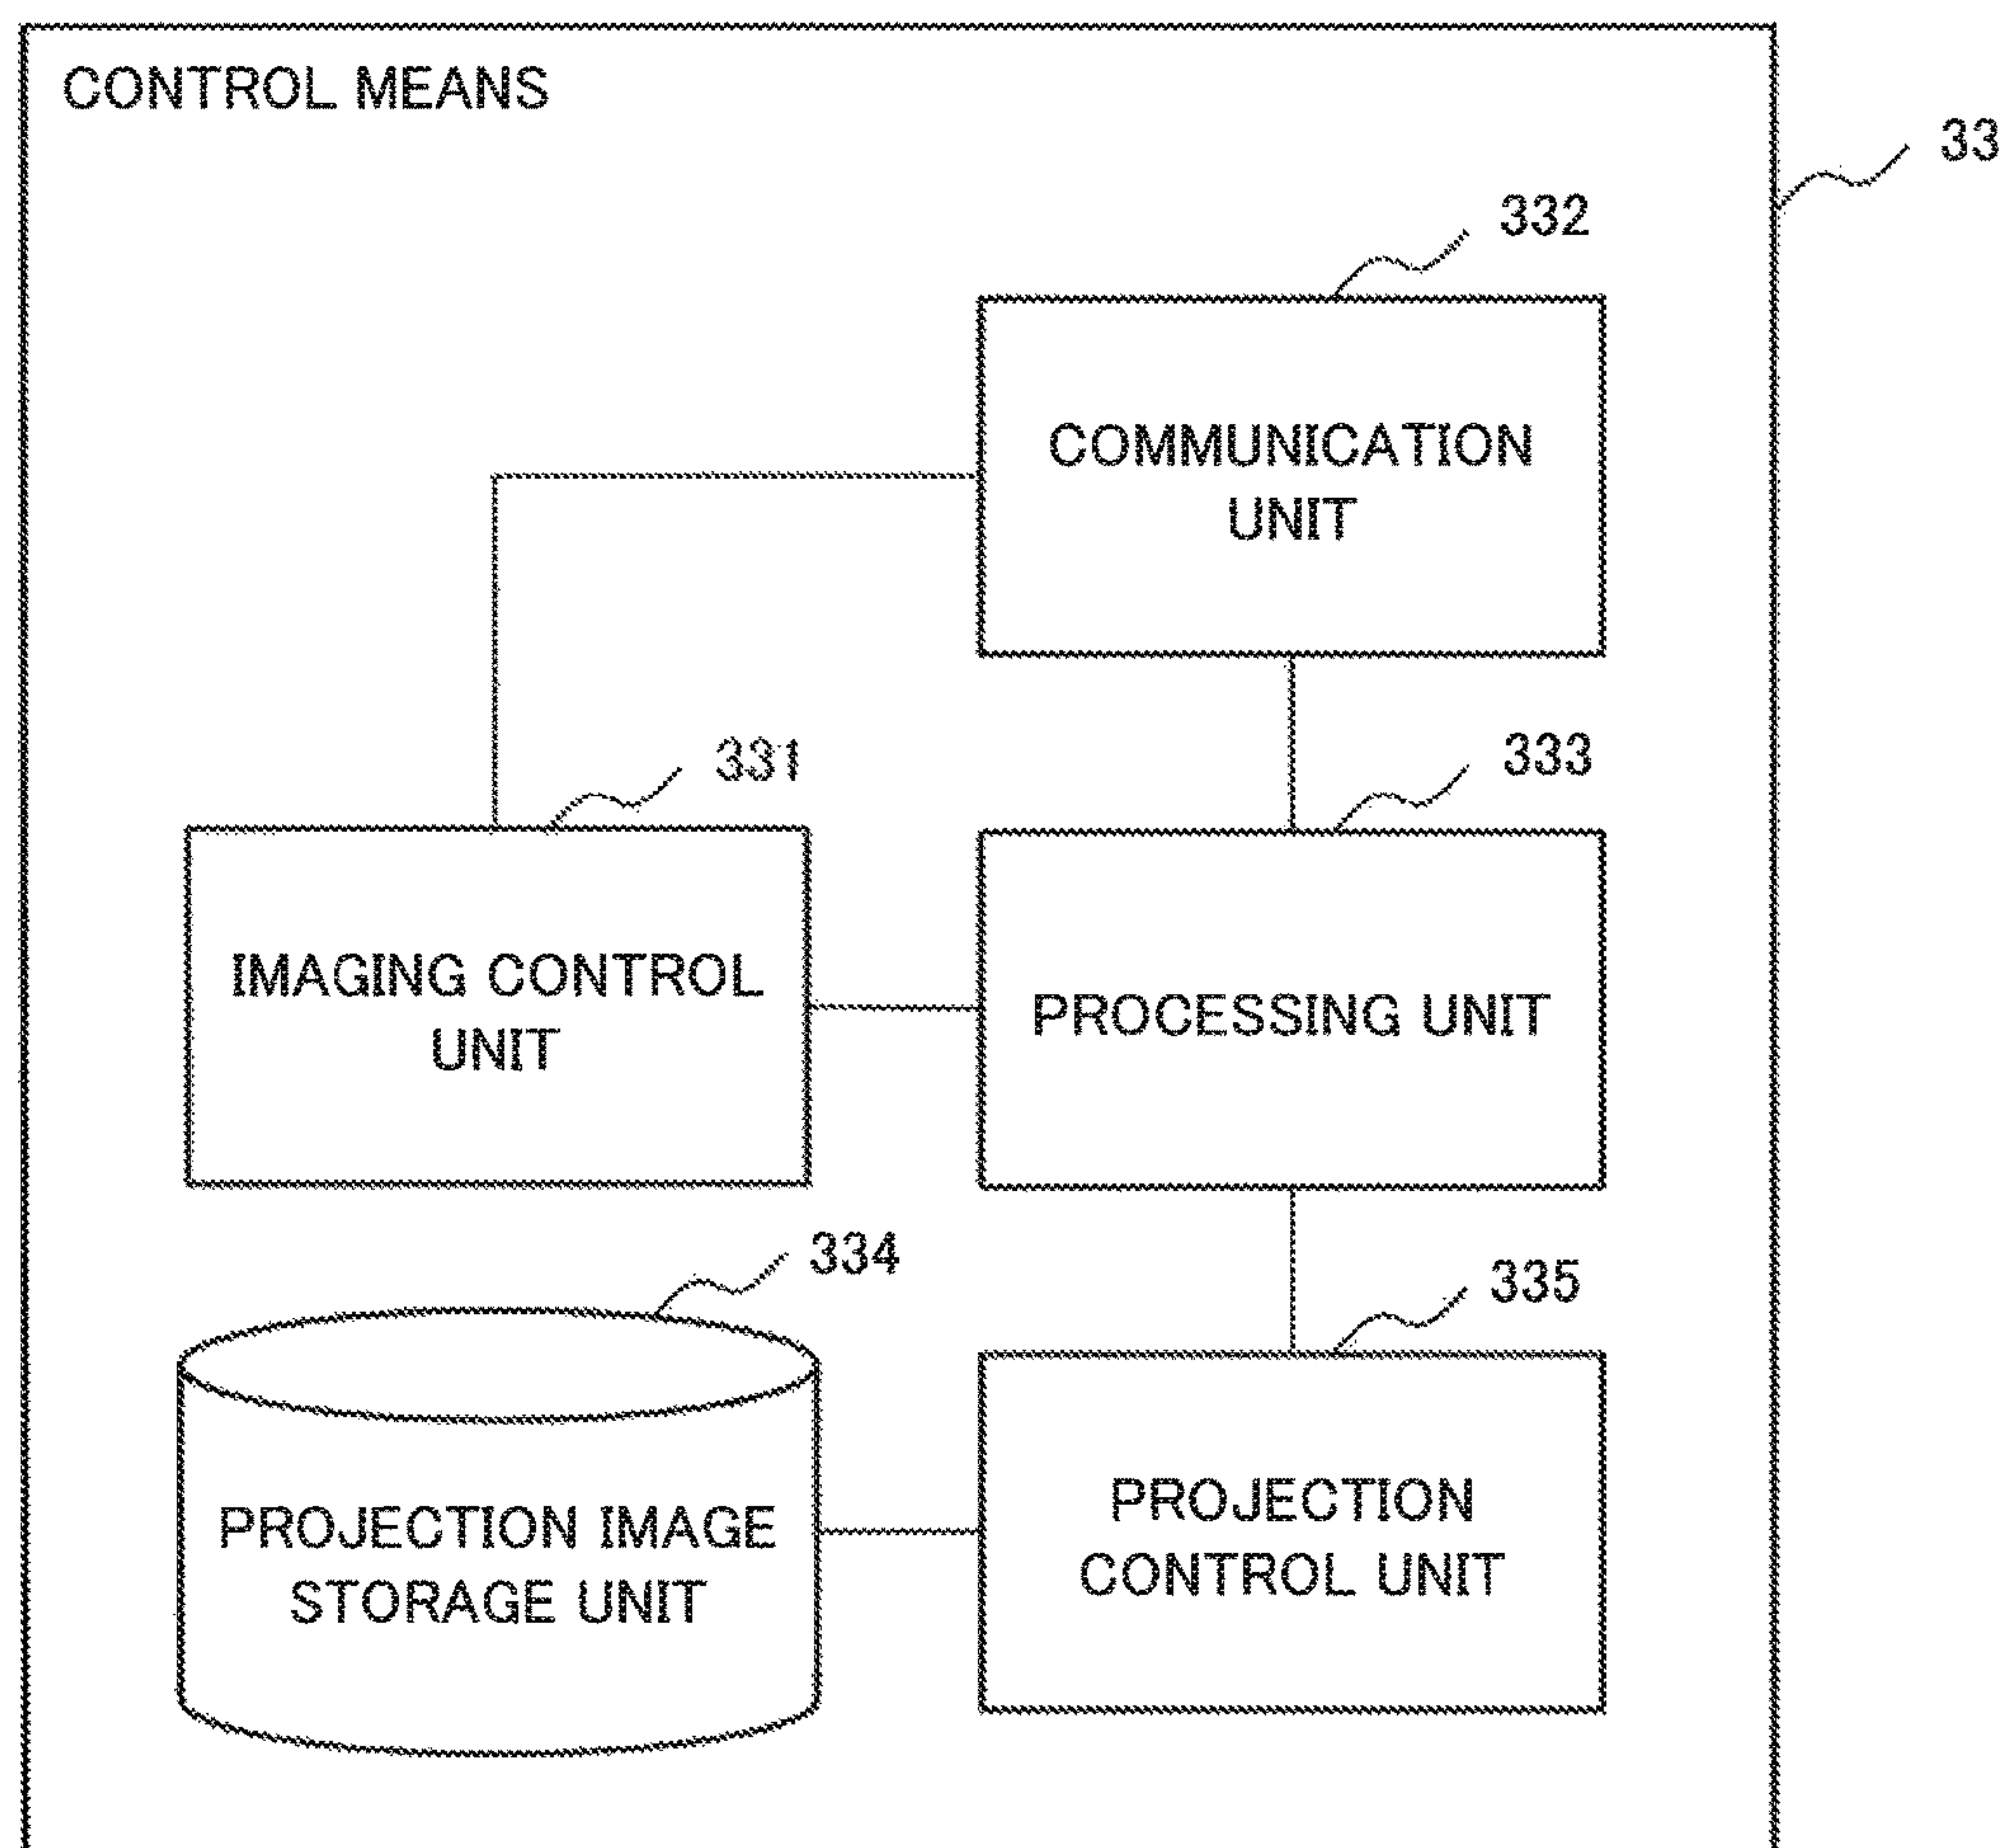 CONTROL MEANS
33
332
COMMUNICATION
UNIT
331
333
IMAGING CONTROL
UNIT
PROCESSING UNIT
334
335
PROJECTION IMAGE
STORAGE UNIT
PROJECTION
CONTROL UNIT